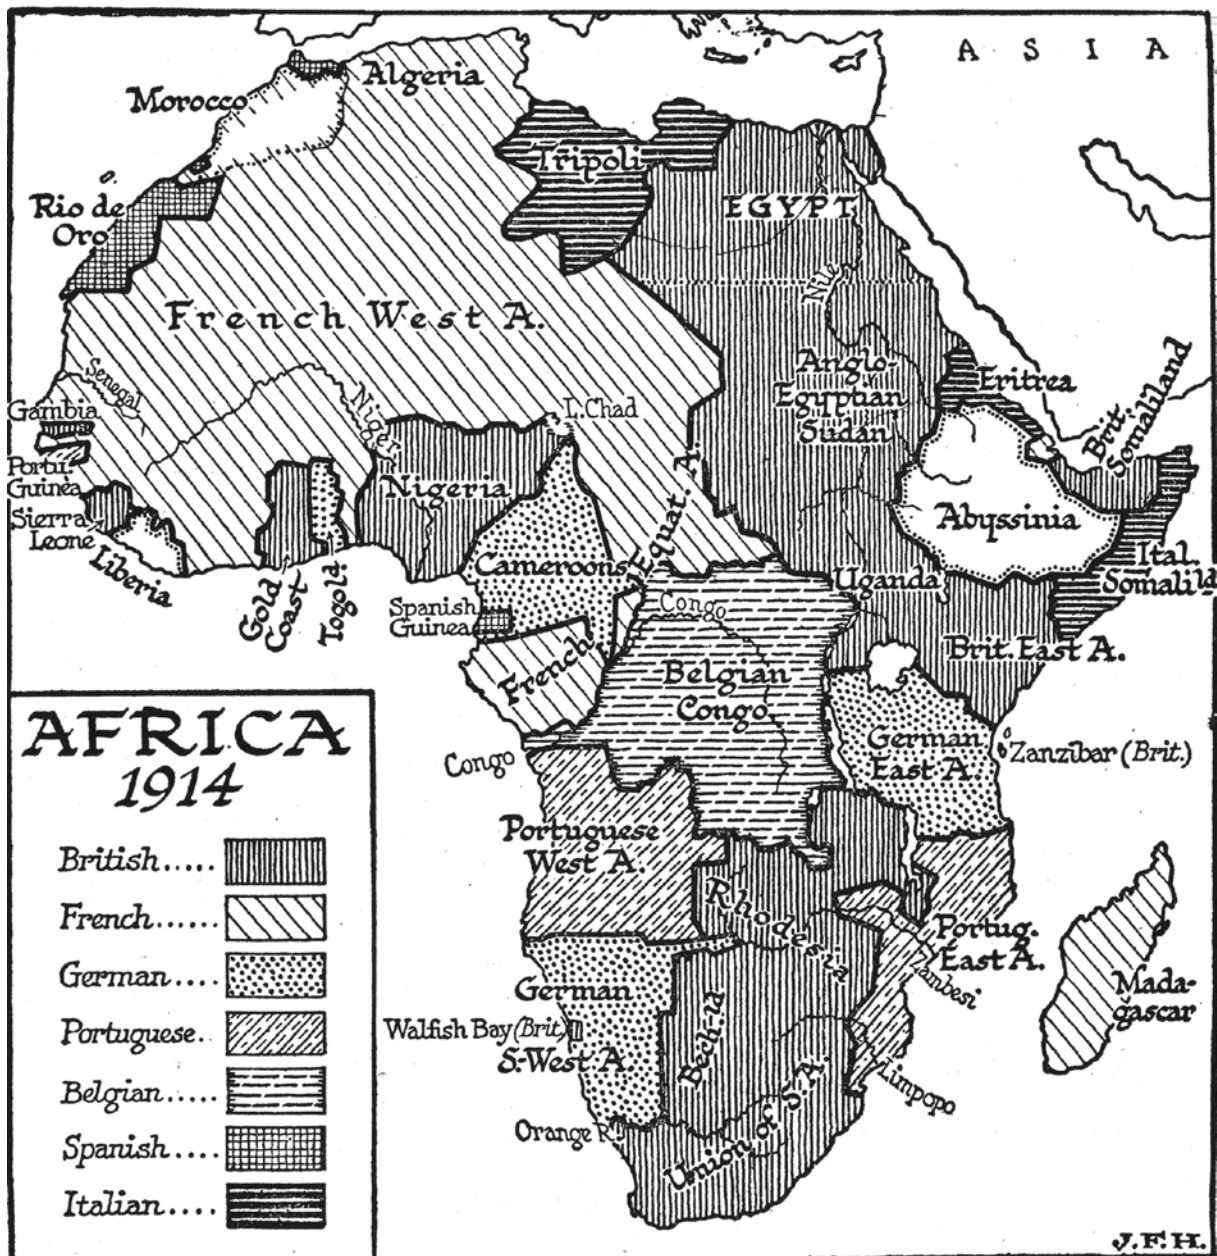 A S I A
Algeria
Morocco
Tripoli
EGYPT
Rio de
Oro
Nile
French West A.
Anglo-
Egyptian
Sudan
Eritrea
Brit.
Somaliland
Senegal
Niger
L. Chad
Gambia
Portu.
Guinea
Sierra
Leone
Liberia
Gold
Coast
Togold.
Nigeria
Abyssinia
Ital.
Somalild
Cameroons
French Equat. A.
Uganda
Spanish
Guinea
Congo
Brit. East A.
Belgian
Congo
German
East A.
Zanzibar (Brit.)
Congo
Portuguese
West A.
Rhodesia
Portug.
East A.
Zambesi
Mada-
gascar
German
S-West A.
Walfish Bay (Brit.)
Bech. ld
Limpopo
Orange R.
Union of S. A.
AFRICA
1914
British.....
French......
German....
Portuguese..
Belgian.....
Spanish....
Italian....
J.F.H.